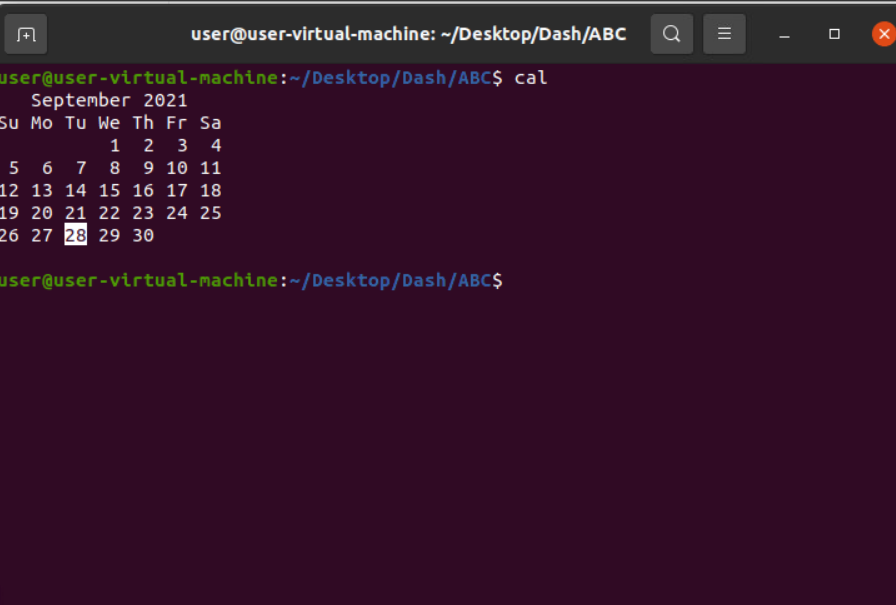 user@user-virtual-machine: ~/Desktop/Dash/ABC
user@user-virtual-machine:~/Desktop/Dash/ABC$ cal
   September 2021
Su Mo Tu We Th Fr Sa
          1  2  3  4
 5  6  7  8  9 10 11
12 13 14 15 16 17 18
19 20 21 22 23 24 25
26 27 28 29 30
user@user-virtual-machine:~/Desktop/Dash/ABC$